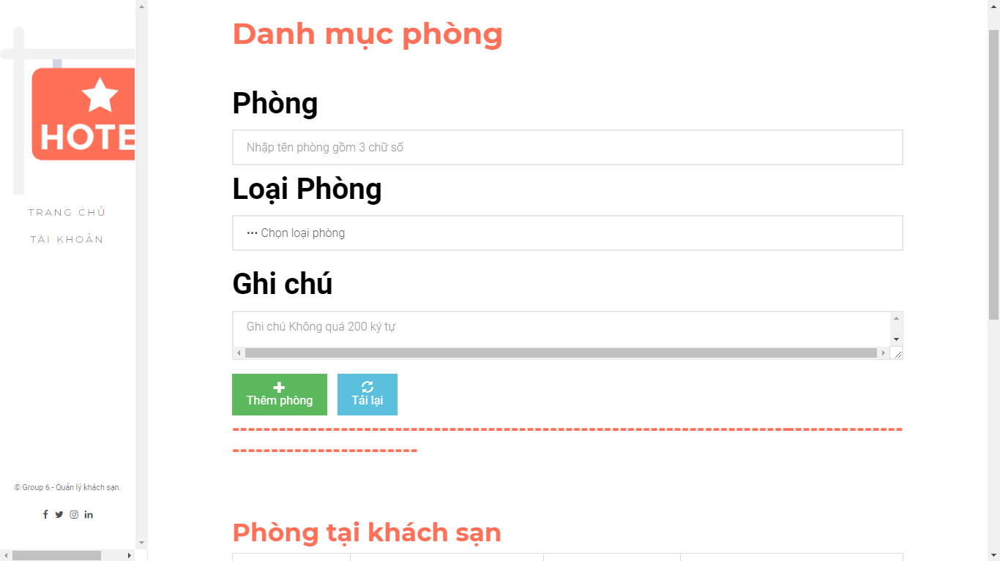 HOTE
TRANG CHỦ
TÀI KHOẢN
© Group 6 - Quản lý khách sạn.
Danh mục phòng
Phòng
Nhập tên phòng gồm 3 chữ số
Loại Phòng
••• Chọn loại phòng
Ghi chú
Ghi chú Không quá 200 ký tự
Thêm phòng
Tải lại
Phòng tại khách sạn